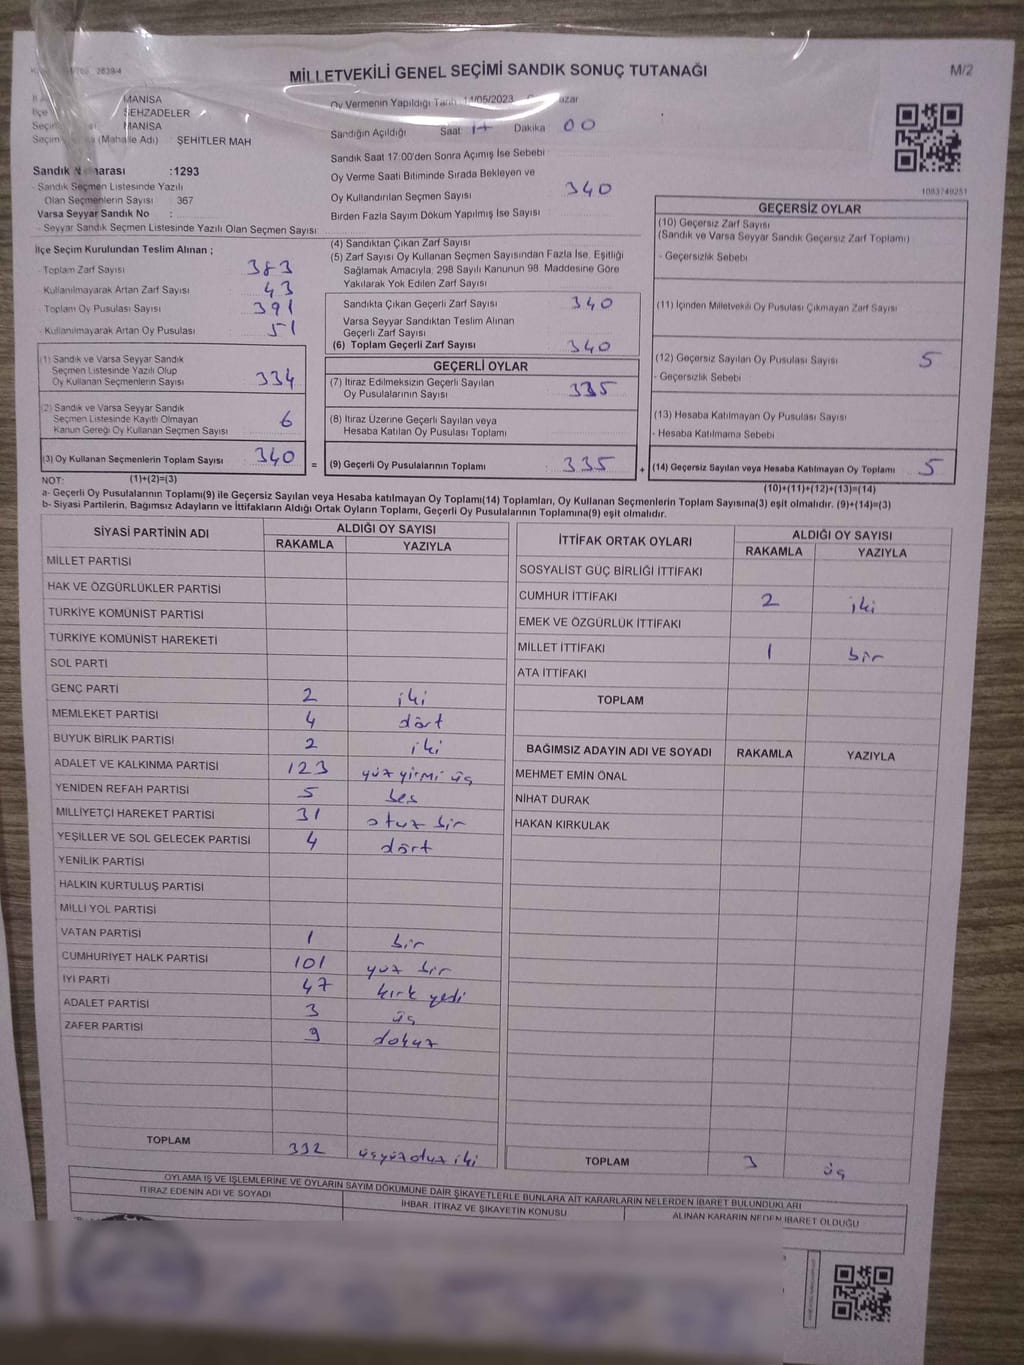 2839/4
MİLLETVEKİLİ GENEL SEÇİMİ SANDIK SONUÇ TUTANAĞI
M/2
MANİSA
ŞEHZADELER
MANİSA
(Mahalle Adı) : ŞEHİTLER MAH
Oy Vermenin Yapıldığı Tarih 14/05/2023
Sandığın Açıldığı Saat 17 Dakika 00
Sandık Saat 17.00'den Sonra Açımış İse Sebebi
Oy Verme Saati Bitiminde Sırada Bekleyen ve
Oy Kullandırılan Seçmen Sayısı 340
Birden Fazla Sayım Döküm Yapılmış İse Sayısı
Sandık Numarası :1293
- Sandık Seçmen Listesinde Yazılı
Olan Seçmenlerin Sayısı : 367
Varsa Seyyar Sandık No :
- Seyyar Sandık Seçmen Listesinde Yazılı Olan Seçmen Sayısı:
1083749251
İlçe Seçim Kurulundan Teslim Alınan ;
- Toplam Zarf Sayısı 383
- Kullanılmayarak Artan Zarf Sayısı 43
Toplam Oy Pusulası Sayısı 391
- Kullanılmayarak Artan Oy Pusulası 51
(1) Sandık ve Varsa Seyyar Sandık
Seçmen Listesinde Yazılı Olup
Oy Kullanan Seçmenlerin Sayısı 334
(2) Sandık ve Varsa Seyyar Sandık
Seçmen Listesinde Kayıtlı Olmayan
Kanun Gereği Oy Kullanan Seçmen Sayısı 6
(3) Oy Kullanan Seçmenlerin Toplam Sayısı 340
(4) Sandıktan Çıkan Zarf Sayısı
(5) Zarf Sayısı Oy Kullanan Seçmen Sayısından Fazla İse, Eşitliği
Sağlamak Amacıyla, 298 Sayılı Kanunun 98. Maddesine Göre
Yakılarak Yok Edilen Zarf Sayısı
Sandıkta Çıkan Geçerli Zarf Sayısı 340
Varsa Seyyar Sandıktan Teslim Alınan
Geçerli Zarf Sayısı
(6) Toplam Geçerli Zarf Sayısı 340
GEÇERLİ OYLAR
(7) İtiraz Edilmeksizin Geçerli Sayılan
Oy Pusulalarının Sayısı 335
(8) İtiraz Üzerine Geçerli Sayılan veya
Hesaba Katılan Oy Pusulası Toplamı
= (9) Geçerli Oy Pusulalarının Toplamı : 335
GEÇERSİZ OYLAR
(10) Geçersiz Zarf Sayısı
(Sandık ve Varsa Seyyar Sandık Geçersiz Zarf Toplamı)
- Geçersizlik Sebebi
(11) İçinden Milletvekili Oy Pusulası Çıkmayan Zarf Sayısı
(12) Geçersiz Sayılan Oy Pusulası Sayısı 5
- Geçersizlik Sebebi
(13) Hesaba Katılmayan Oy Pusulası Sayısı
- Hesaba Katılmama Sebebi
+ (14) Geçersiz Sayılan veya Hesaba Katılmayan Oy Toplamı 5
NOT: (1)+(2)=(3)
(10)+(11)+(12)+(13)=(14)
a- Geçerli Oy Pusulalarının Toplamı(9) ile Geçersiz Sayılan veya Hesaba katılmayan Oy Toplamı(14) Toplamları, Oy Kullanan Seçmenlerin Toplam Sayısına(3) eşit olmalıdır. (9)+(14)=(3)
b- Siyasi Partilerin, Bağımsız Adayların ve İttifakların Aldığı Ortak Oyların Toplamı, Geçerli Oy Pusulalarının Toplamına(9) eşit olmalıdır.
SİYASİ PARTİNİN ADI ALDIĞI OY SAYISI
RAKAMLA YAZIYLA
MİLLET PARTİSİ
HAK VE ÖZGÜRLÜKLER PARTİSİ
TÜRKİYE KOMÜNİST PARTİSİ
TÜRKİYE KOMÜNİST HAREKETİ
SOL PARTİ
GENÇ PARTİ 2 iki
MEMLEKET PARTİSİ 4 dört
BÜYÜK BİRLİK PARTİSİ 2 iki
ADALET VE KALKINMA PARTİSİ 123 yüz yirmi üç
YENİDEN REFAH PARTİSİ 5 beş
MİLLİYETÇİ HAREKET PARTİSİ 31 otuz bir
YEŞİLLER VE SOL GELECEK PARTİSİ 4 dört
YENİLİK PARTİSİ
HALKIN KURTULUŞ PARTİSİ
MİLLİ YOL PARTİSİ
VATAN PARTİSİ 1 bir
CUMHURİYET HALK PARTİSİ 101 yüz bir
İYİ PARTİ 47 kırk yedi
ADALET PARTİSİ 3 üç
ZAFER PARTİSİ 9 dokuz
TOPLAM 332 üçyüz otuz iki
İTTİFAK ORTAK OYLARI ALDIĞI OY SAYISI
RAKAMLA YAZIYLA
SOSYALİST GÜÇ BİRLİĞİ İTTİFAKI
CUMHUR İTTİFAKI 2 iki
EMEK VE ÖZGÜRLÜK İTTİFAKI
MİLLET İTTİFAKI 1 bir
ATA İTTİFAKI
TOPLAM
BAĞIMSIZ ADAYIN ADI VE SOYADI RAKAMLA YAZIYLA
MEHMET EMİN ÖNAL
NİHAT DURAK
HAKAN KIRKULAK
TOPLAM 3 üç
OYLAMA İŞ VE İŞLEMLERİNE VE OYLARIN SAYIM DÖKÜMÜNE DAİR ŞİKAYETLERLE BUNLARA AİT KARARLARIN NELERDEN İBARET BULUNDUKLARI
İTİRAZ EDENİN ADI VE SOYADI İHBAR, İTİRAZ VE ŞİKAYETİN KONUSU ALINAN KARARIN NEDEN İBARET OLDUĞU